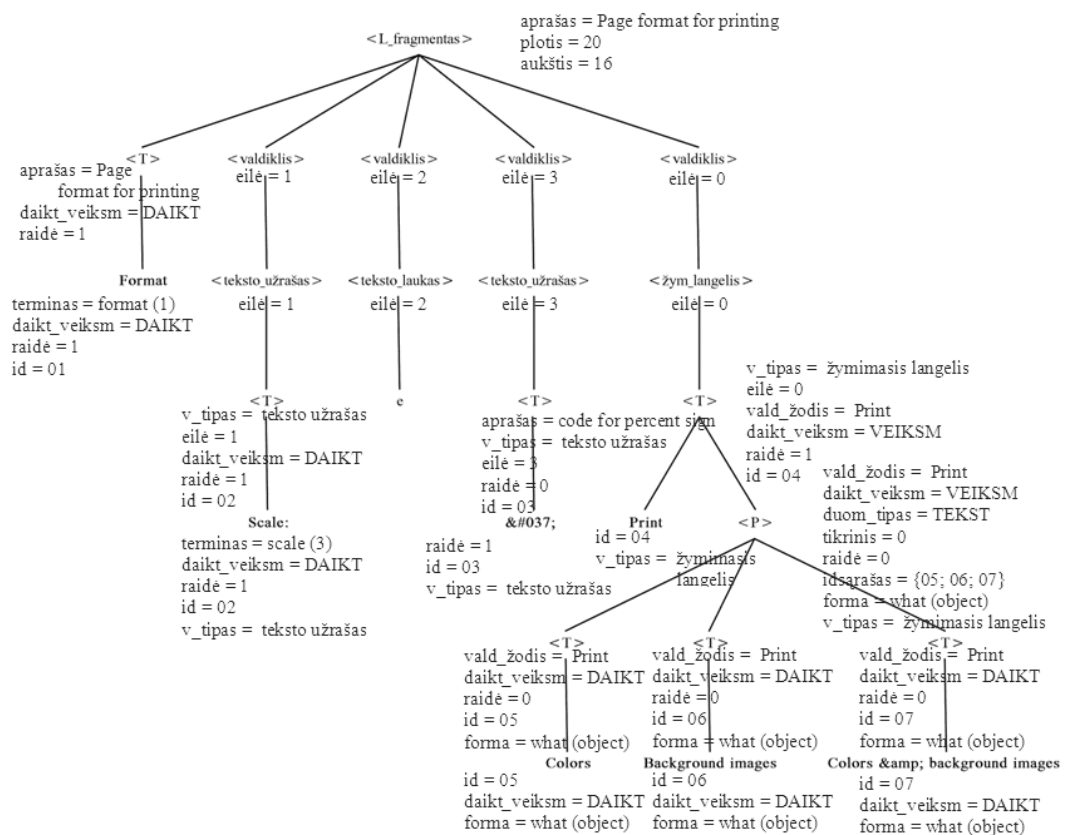 <L_fragmentas>
aprašas = Page format for printing
plotis = 20
aukštis = 16
<T>
aprašas = Page
format for printing
daikt_veiksm = DAIKT
raidė = 1
<valdiklis>
eilė = 1
<valdiklis>
eilė = 2
<valdiklis>
eilė = 3
<valdiklis>
eilė = 0
Format
terminas = format (1)
daikt_veiksm = DAIKT
raidė = 1
id = 01
<teksto_užrašas>
eilė = 1
<teksto_laukas>
eilė = 2
<teksto_užrašas>
eilė = 3
<žym_langelis>
eilė = 0
<T>
v_tipas = teksto užrašas
eilė = 1
daikt_veiksm = DAIKT
raidė = 1
id = 02
e
<T>
aprašas = code for percent sign
v_tipas = teksto užrašas
eilė = 3
raidė = 0
id = 03
<T>
v_tipas = žymimasis langelis
eilė = 0
vald_žodis = Print
daikt_veiksm = VEIKSM
raidė = 1
id = 04
Scale:
terminas = scale (3)
daikt_veiksm = DAIKT
raidė = 1
id = 02
v_tipas = teksto užrašas
&#037;
raidė = 1
id = 03
v_tipas = teksto užrašas
Print
id = 04
v_tipas = žymimasis
langelis
<P>
vald_žodis = Print
daikt_veiksm = VEIKSM
duom_tipas = TEKST
tikrinis = 0
raidė = 0
idsąrašas = {05; 06; 07}
forma = what (object)
v_tipas = žymimasis langelis
<T>
vald_žodis = Print
daikt_veiksm = DAIKT
raidė = 0
id = 05
forma = what (object)
<T>
vald_žodis = Print
daikt_veiksm = DAIKT
raidė = 0
id = 06
forma = what (object)
<T>
vald_žodis = Print
daikt_veiksm = DAIKT
raidė = 0
id = 07
forma = what (object)
Colors
id = 05
daikt_veiksm = DAIKT
forma = what (object)
Background images
id = 06
daikt_veiksm = DAIKT
forma = what (object)
Colors &amp; background images
id = 07
daikt_veiksm = DAIKT
forma = what (object)